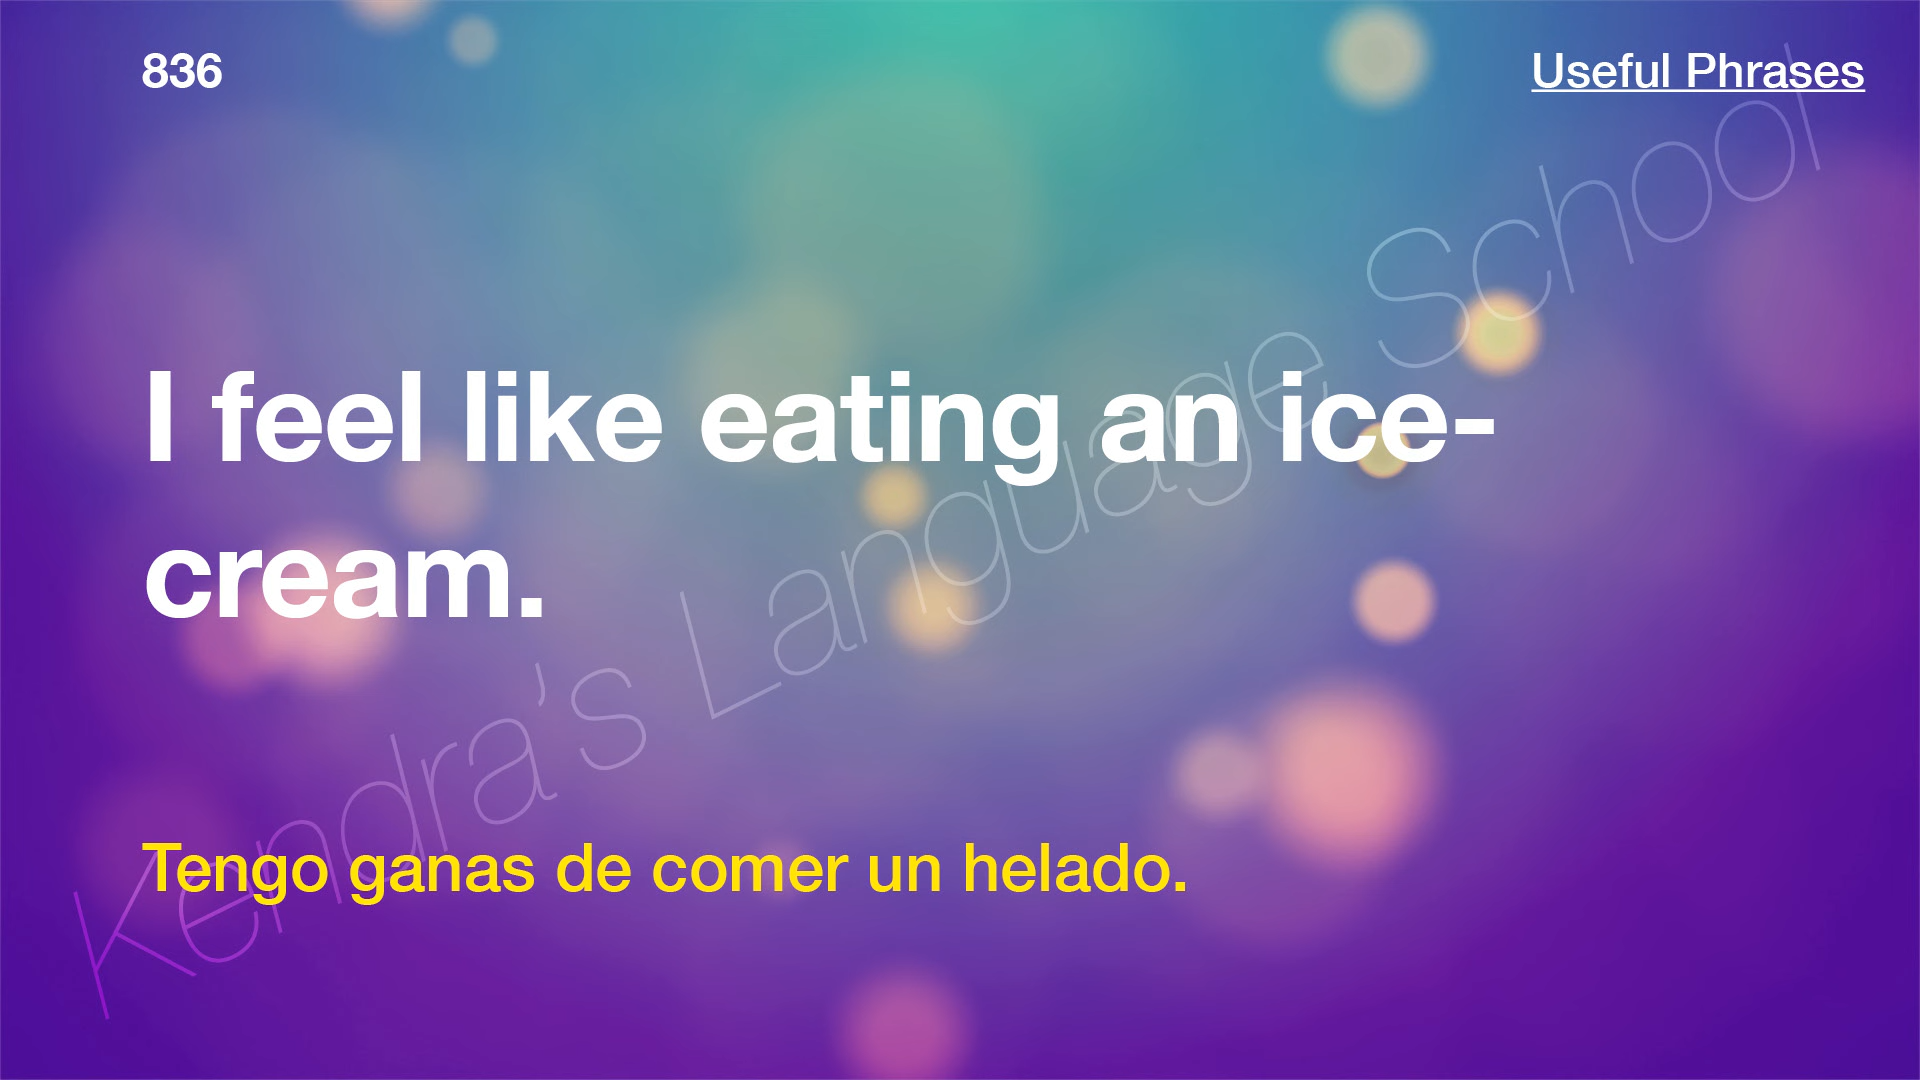 836
Useful Phrases
I feel like eating an ice-
cream.
Tengo ganas de comer un helado.
Kendra’s Language School